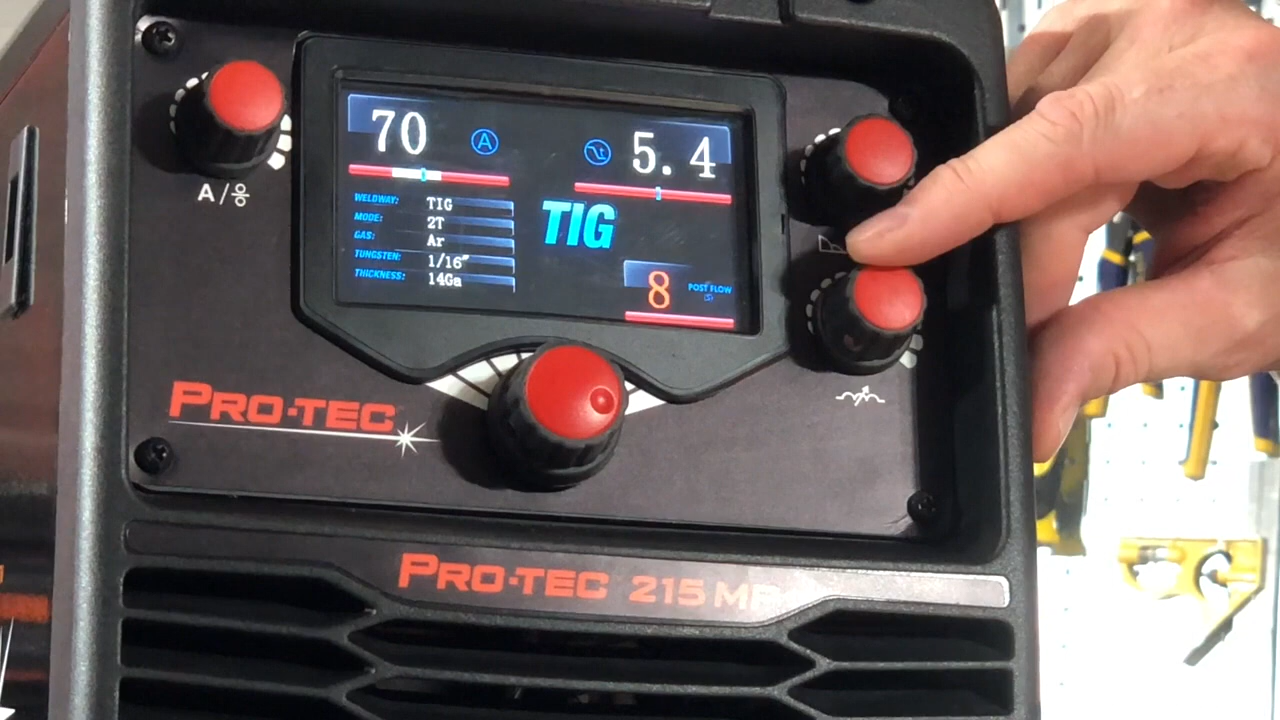 70 A t 5.4
WELDWAY: TIG
MODE: 2T
GAS: Ar
TUNGSTEN: 1/16"
THICKNESS: 14Ga
TIG
8 POST FLOW
A/
PRO-TEC
PRO-TEC 215 MP